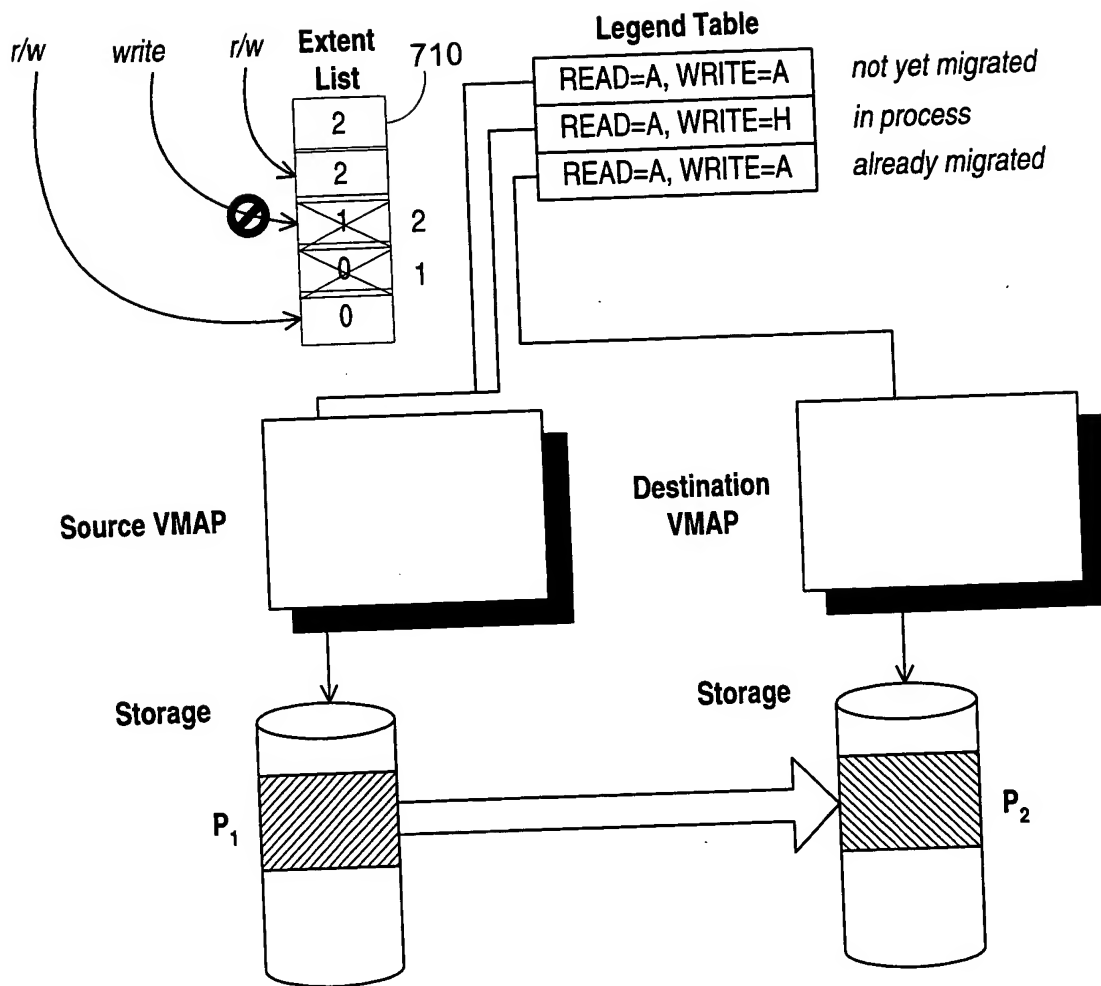 r/w
write
r/w
Extent
List
710
Legend Table
READ=A, WRITE=A
not yet migrated
READ=A, WRITE=H
in process
READ=A, WRITE=A
already migrated
2
2
1
2
0
1
0
Source VMAP
Destination
VMAP
Storage
Storage
P₁
P₂